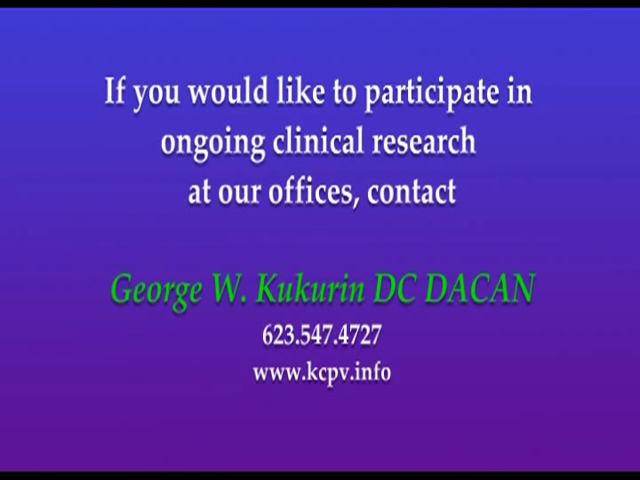 If you would like to participate in
ongoing clinical research
at our offices, contact
George W. Kukurin DC DACAN
623.547.4727
www.kcpv.info